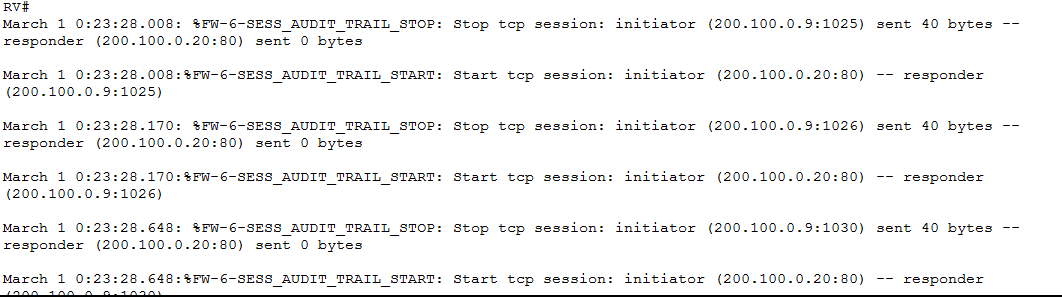 RV#
March 1 0:23:28.008: %FW-6-SESS_AUDIT_TRAIL_STOP: Stop tcp session: initiator (200.100.0.9:1025) sent 40 bytes --
responder (200.100.0.20:80) sent 0 bytes
March 1 0:23:28.008:%FW-6-SESS_AUDIT_TRAIL_START: Start tcp session: initiator (200.100.0.20:80) -- responder
(200.100.0.9:1025)
March 1 0:23:28.170: %FW-6-SESS_AUDIT_TRAIL_STOP: Stop tcp session: initiator (200.100.0.9:1026) sent 40 bytes --
responder (200.100.0.20:80) sent 0 bytes
March 1 0:23:28.170:%FW-6-SESS_AUDIT_TRAIL_START: Start tcp session: initiator (200.100.0.20:80) -- responder
(200.100.0.9:1026)
March 1 0:23:28.648: %FW-6-SESS_AUDIT_TRAIL_STOP: Stop tcp session: initiator (200.100.0.9:1030) sent 40 bytes --
responder (200.100.0.20:80) sent 0 bytes
March 1 0:23:28.648:%FW-6-SESS_AUDIT_TRAIL_START: Start tcp session: initiator (200.100.0.20:80) -- responder